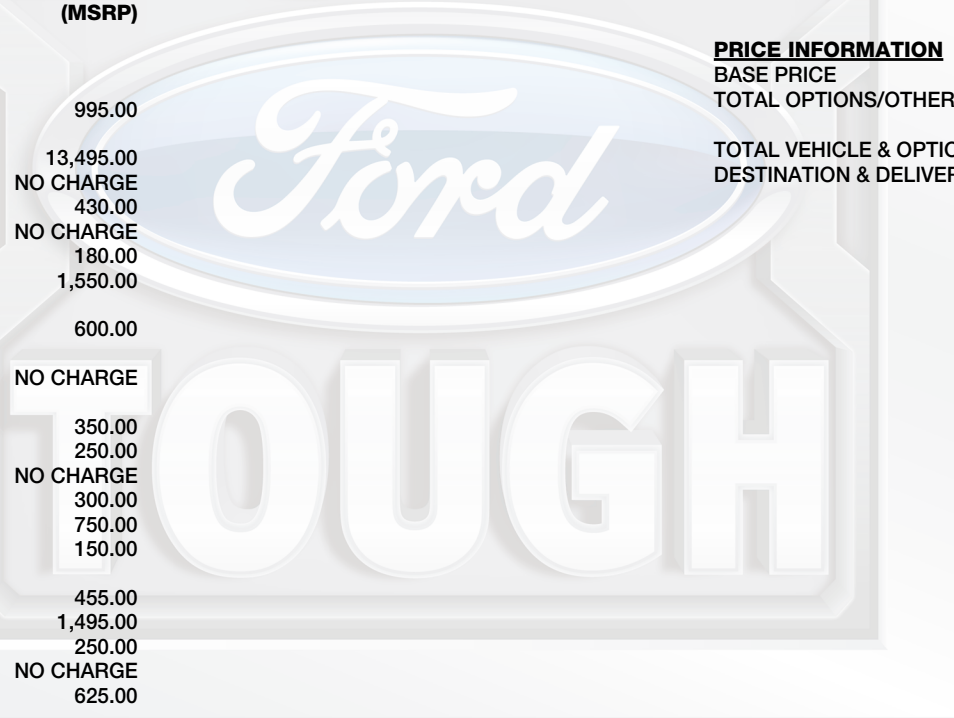 (MSRP)
995.00
13,495.00
NO CHARGE
430.00
NO CHARGE
180.00
1,550.00
600.00
NO CHARGE
350.00
250.00
NO CHARGE
300.00
750.00
150.00
455.00
1,495.00
250.00
NO CHARGE
625.00
PRICE INFORMATION
BASE PRICE
TOTAL OPTIONS/OTHER
TOTAL VEHICLE & OPTIO
DESTINATION & DELIVER
Ford
TOUGH